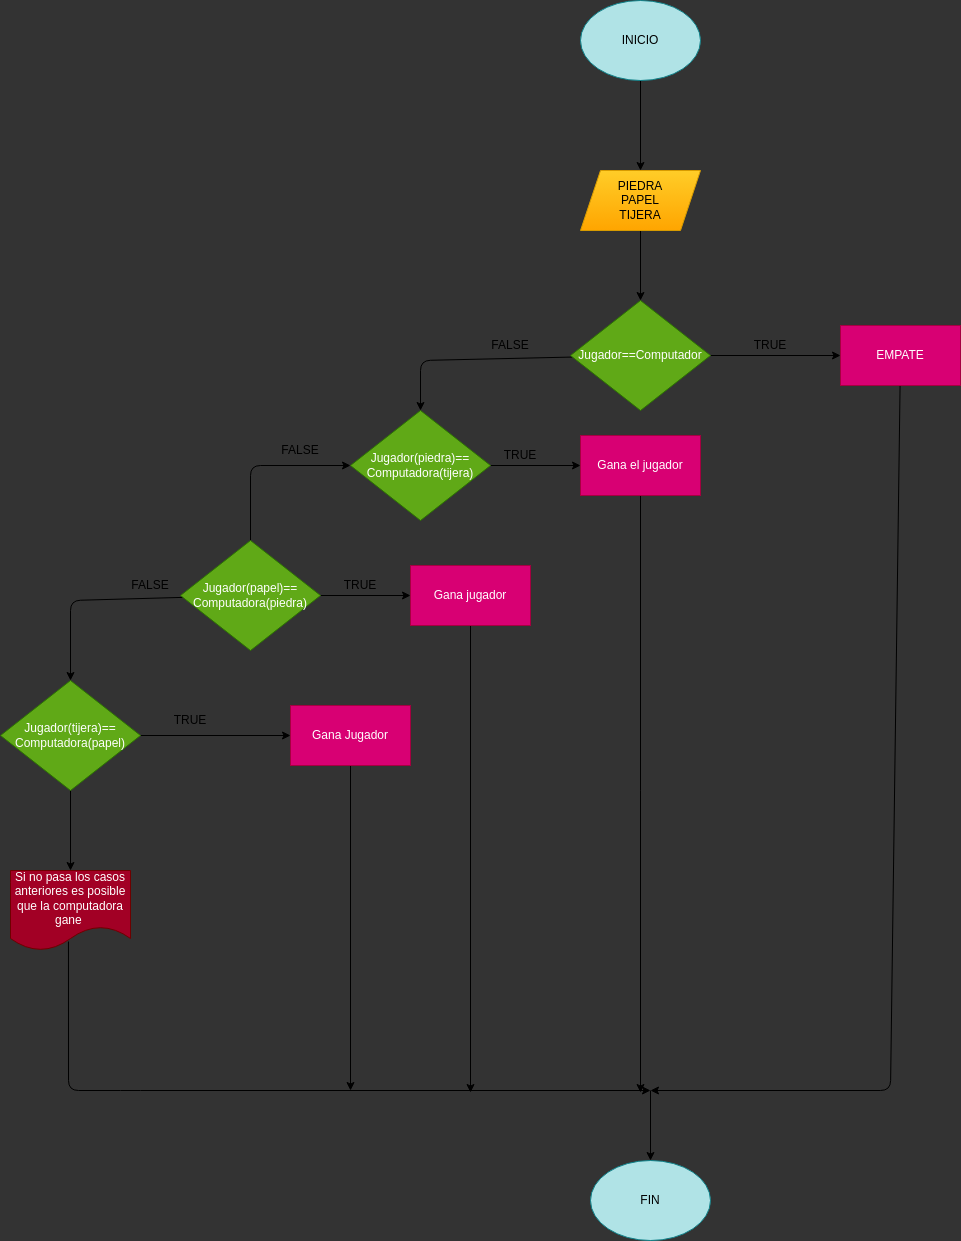 INICIO
PIEDRA
PAPEL
TIJERA
FALSE
Jugador==Computador
TRUE
EMPATE
FALSE
Jugador(piedra)==
Computadora(tijera)
TRUE
Gana el jugador
FALSE
Jugador(papel)==
Computadora(piedra)
TRUE
Gana jugador
Jugador(tijera)==
Computadora(papel)
TRUE
Gana Jugador
Si no pasa los casos
anteriores es posible
que la computadora
gane
FIN